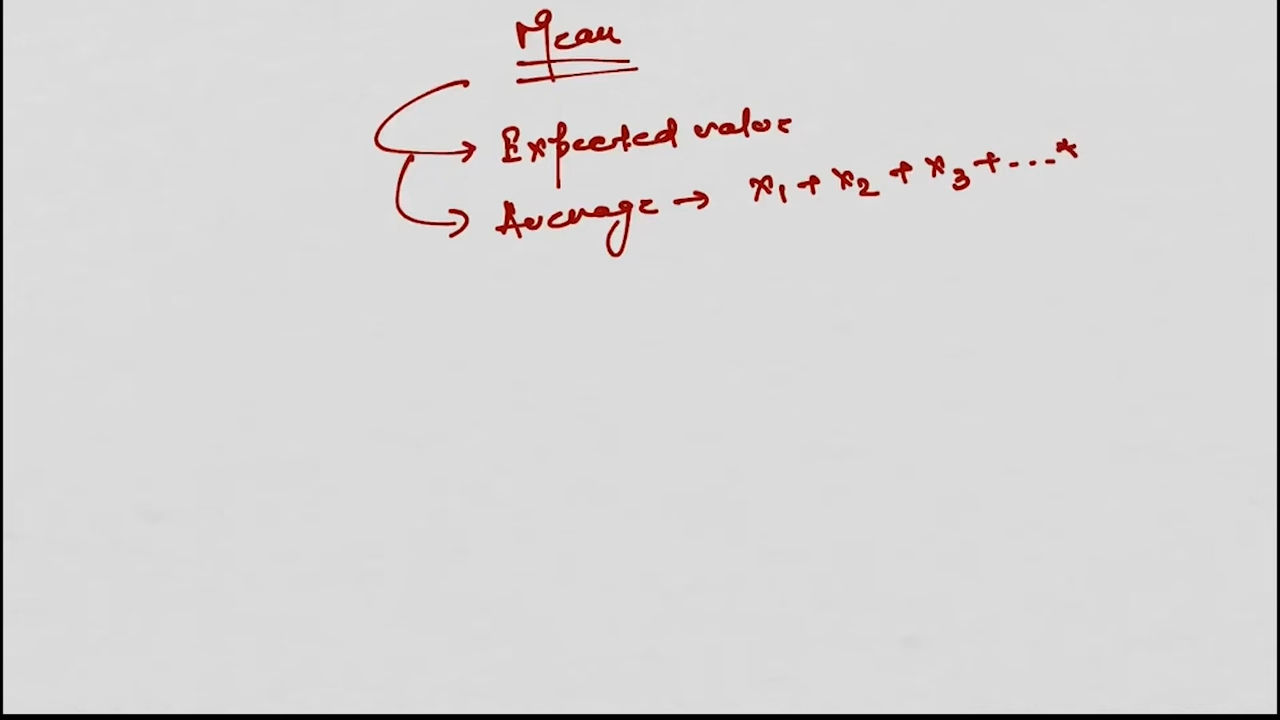 Mean
Expected value
Average → x₁ + x₂ + x₃ + ...